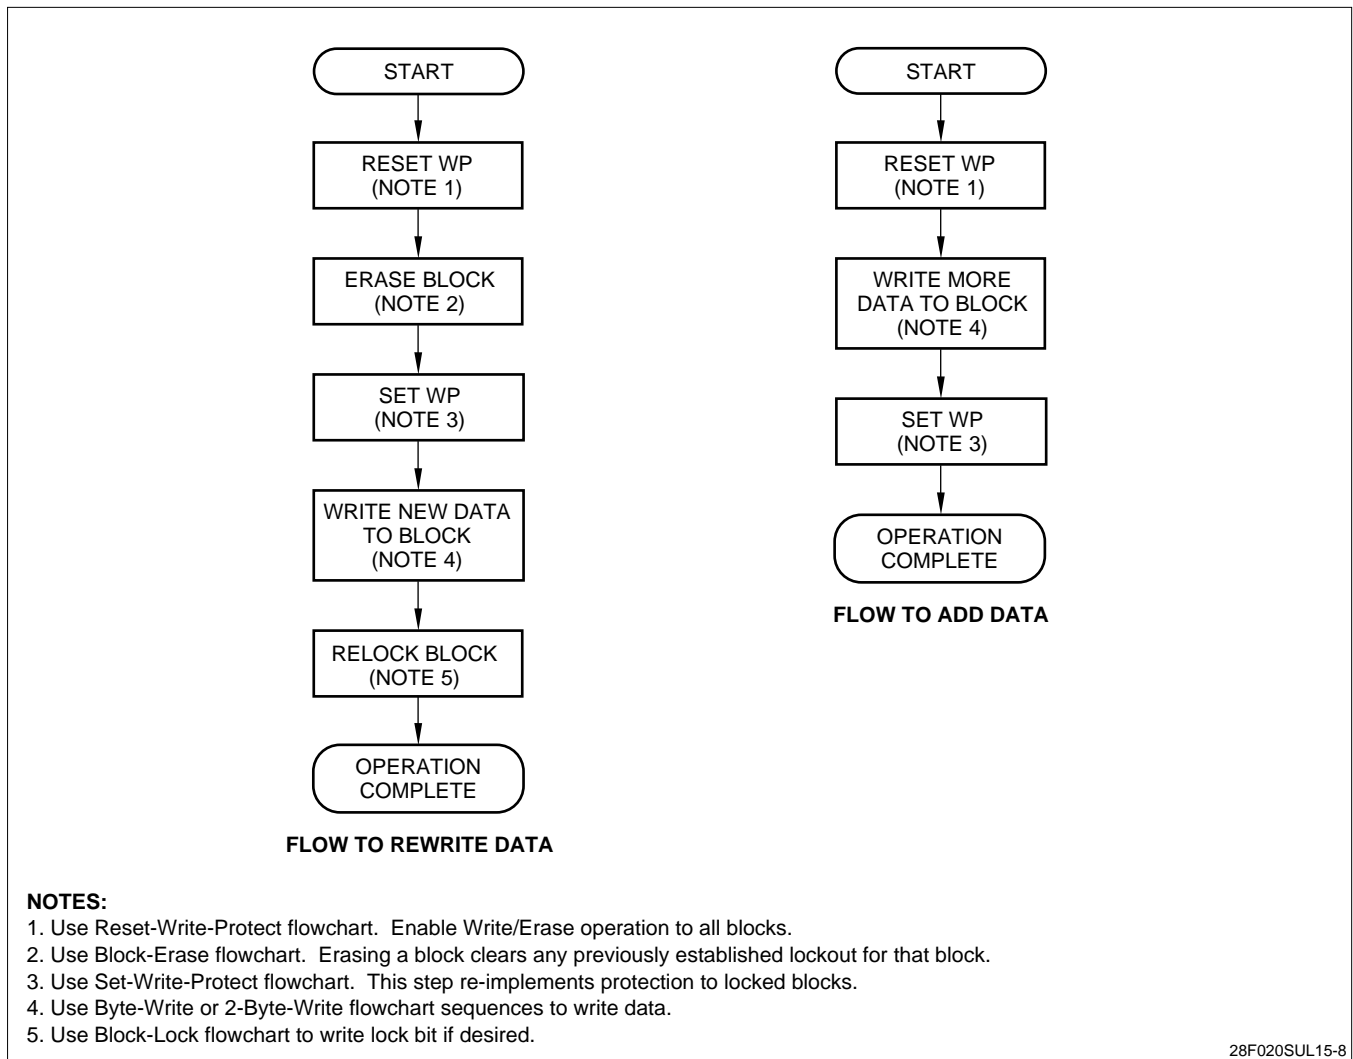 START
RESET WP
(NOTE 1)
ERASE BLOCK
(NOTE 2)
SET WP
(NOTE 3)
WRITE NEW DATA
TO BLOCK
(NOTE 4)
RELOCK BLOCK
(NOTE 5)
OPERATION
COMPLETE
FLOW TO REWRITE DATA
START
RESET WP
(NOTE 1)
WRITE MORE
DATA TO BLOCK
(NOTE 4)
SET WP
(NOTE 3)
OPERATION
COMPLETE
FLOW TO ADD DATA
NOTES:
1. Use Reset-Write-Protect flowchart. Enable Write/Erase operation to all blocks.
2. Use Block-Erase flowchart. Erasing a block clears any previously established lockout for that block.
3. Use Set-Write-Protect flowchart. This step re-implements protection to locked blocks.
4. Use Byte-Write or 2-Byte-Write flowchart sequences to write data.
5. Use Block-Lock flowchart to write lock bit if desired.
28F020SUL15-8